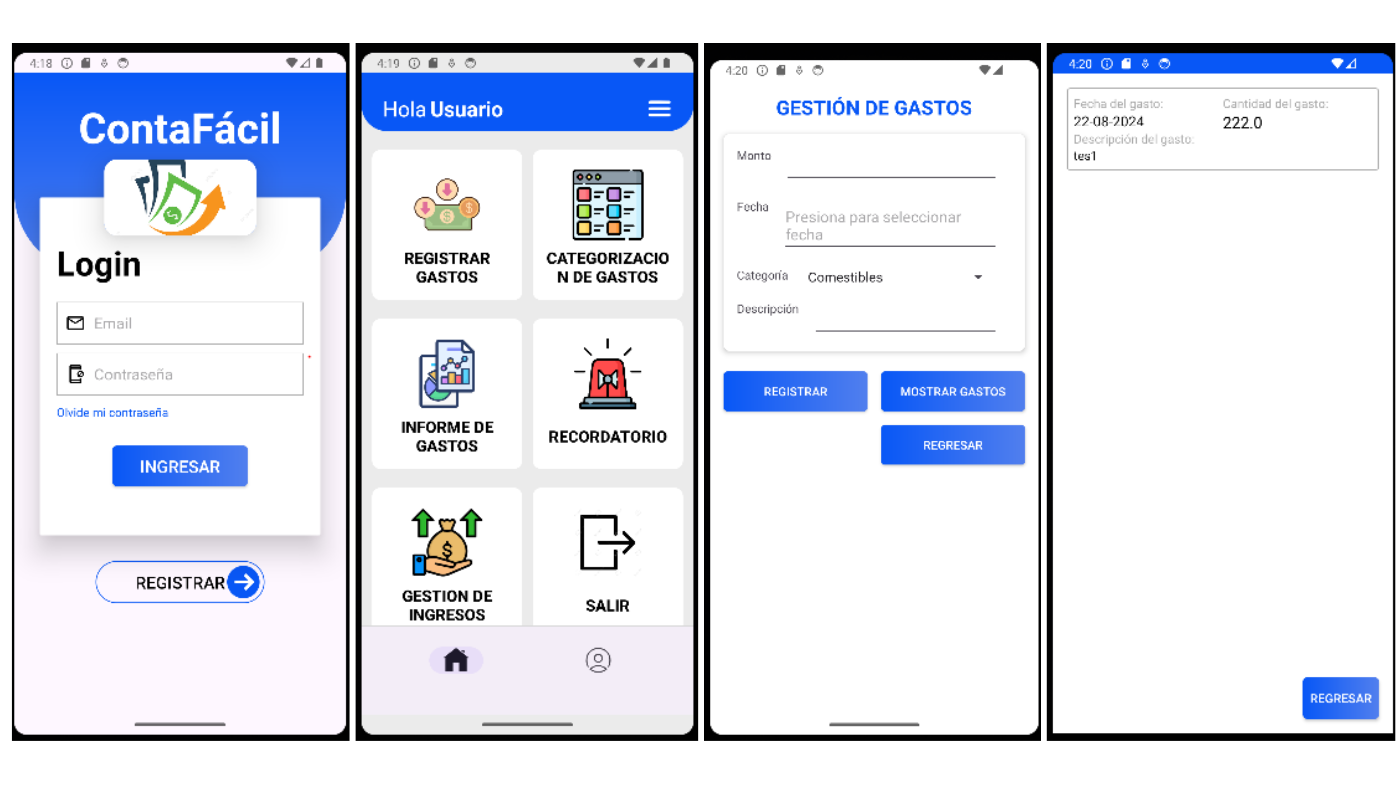 4:18
ContaFácil
Login
Email
Contraseña
*
Olvide mi contraseña
INGRESAR
REGISTRAR
4:19
Hola Usuario
REGISTRAR
GASTOS
CATEGORIZACIO
N DE GASTOS
INFORME DE
GASTOS
RECORDATORIO
GESTION DE
INGRESOS
SALIR
4:20
GESTIÓN DE GASTOS
Monto
Fecha
Presiona para seleccionar
fecha
Categoría Comestibles
Descripción
REGISTRAR
MOSTRAR GASTOS
REGRESAR
4:20
Fecha del gasto:
22-08-2024
Cantidad del gasto:
222.0
Descripción del gasto:
tes1
REGRESAR